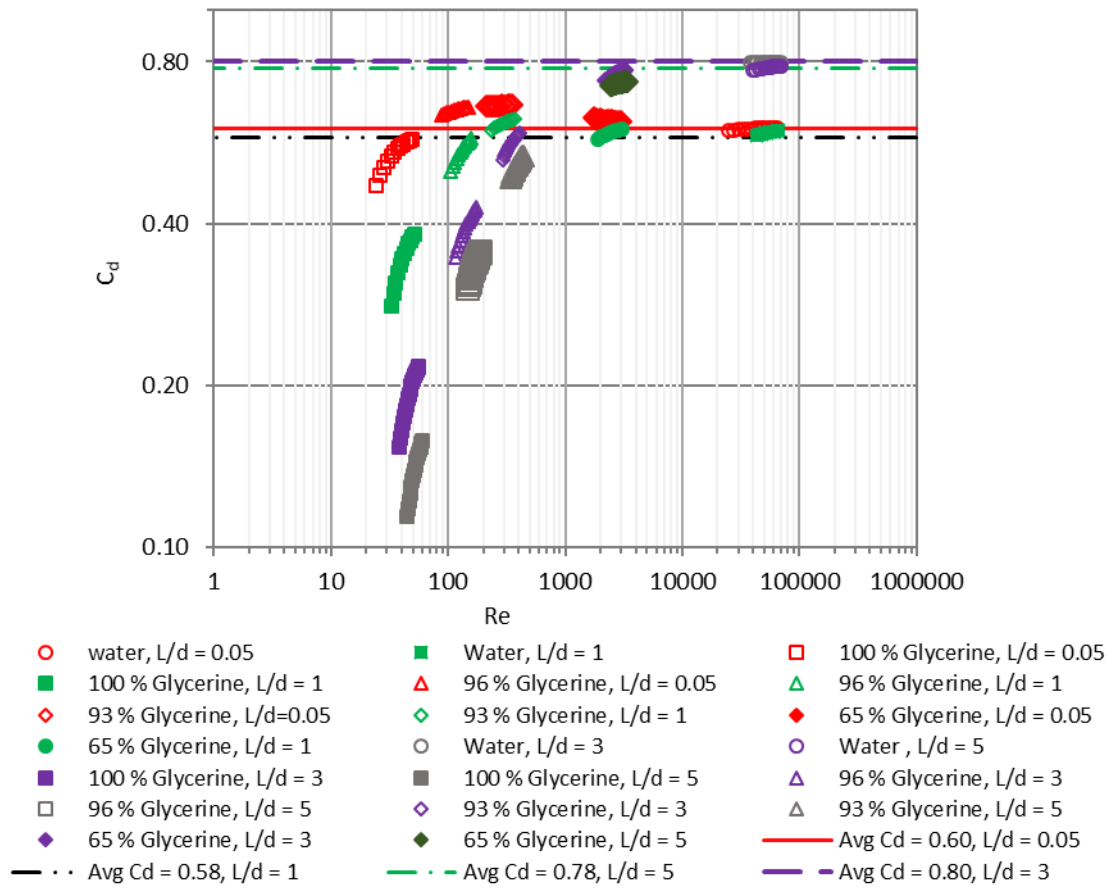 0.80
0.40
C_d
0.20
0.10
1 10 100 1000 10000 100000 1000000
Re
water, L/d = 0.05 Water, L/d = 1 100 % Glycerine, L/d = 0.05
100 % Glycerine, L/d = 1 96 % Glycerine, L/d = 0.05 96 % Glycerine, L/d = 1
93 % Glycerine, L/d=0.05 93 % Glycerine, L/d = 1 65 % Glycerine, L/d = 0.05
65 % Glycerine, L/d = 1 Water, L/d = 3 Water , L/d = 5
100 % Glycerine, L/d = 3 100 % Glycerine, L/d = 5 96 % Glycerine, L/d = 3
96 % Glycerine, L/d = 5 93 % Glycerine, L/d = 3 93 % Glycerine, L/d = 5
65 % Glycerine, L/d = 3 65 % Glycerine, L/d = 5 Avg Cd = 0.60, L/d = 0.05
Avg Cd = 0.58, L/d = 1 Avg Cd = 0.78, L/d = 5 Avg Cd = 0.80, L/d = 3